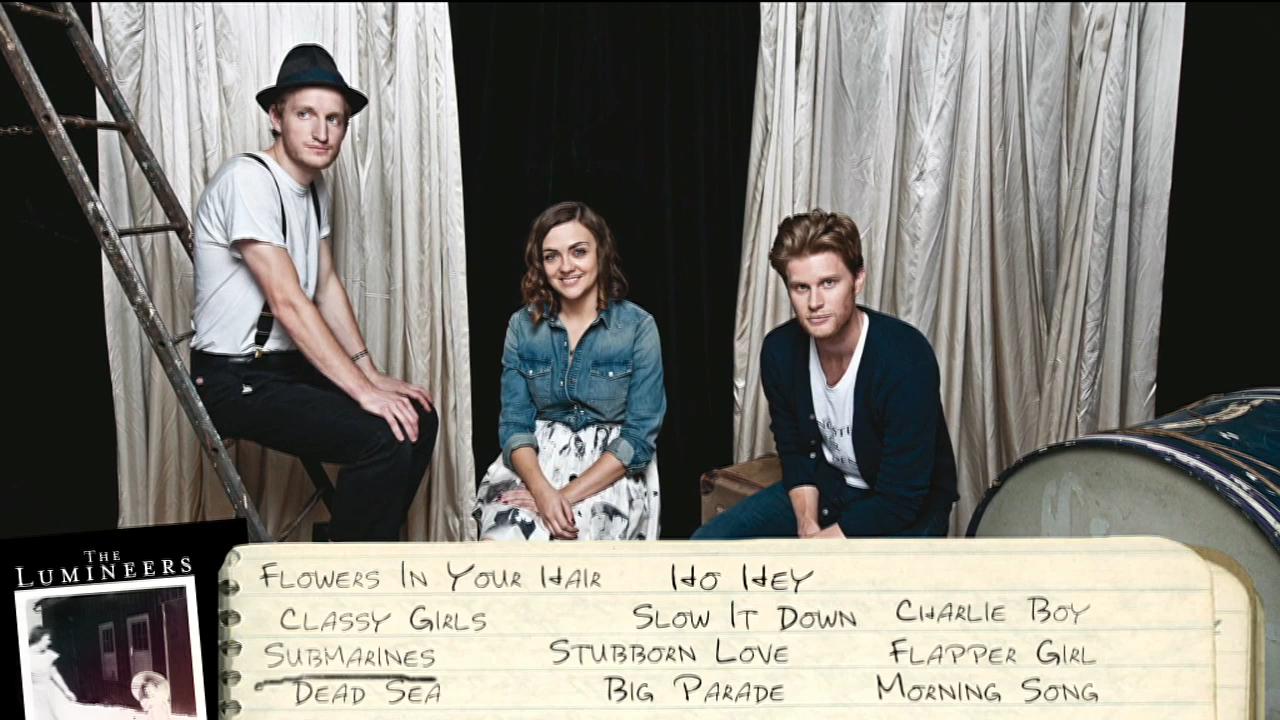 THE
LUMINEERS
FLOWERS IN YOUR HAIR HO HEY
CLASSY GIRLS SLOW IT DOWN CHARLIE BOY
SUBMARINES STUBBORN LOVE FLAPPER GIRL
DEAD SEA BIG PARADE MORNING SONG